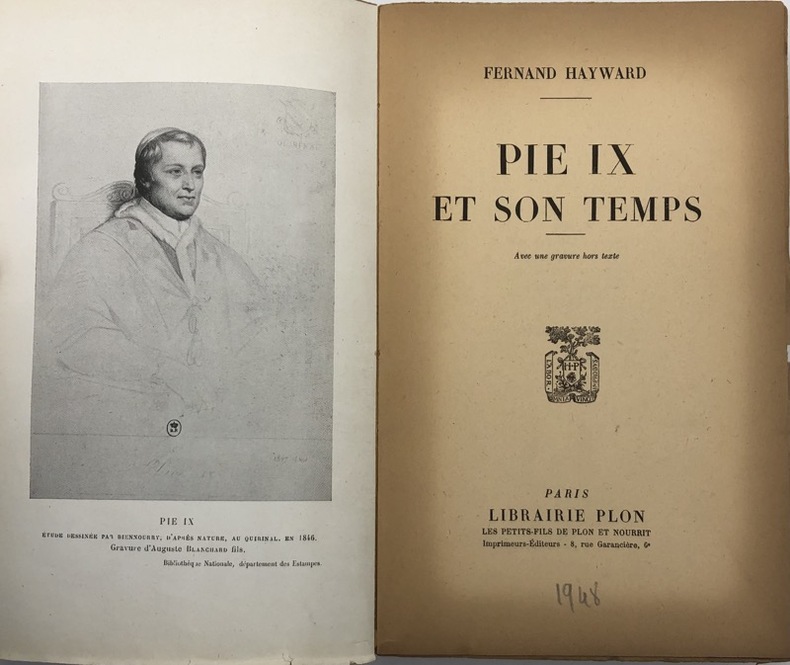 PIE IX
ÉTUDE DESSINÉE PAR BIENNOURRY, D'APRÈS NATURE, AU QUIRINAL, EN 1846.
Gravure d'Auguste BLANCHARD fils.
Bibliothèque Nationale, département des Estampes.
FERNAND HAYWARD
PIE IX
ET SON TEMPS
Avec une gravure hors texte
LABOR
H·P
PARIS
LIBRAIRIE PLON
LES PETITS-FILS DE PLON ET NOURRIT
Imprimeurs-Éditeurs - 8, rue Garancière, 6e
1948